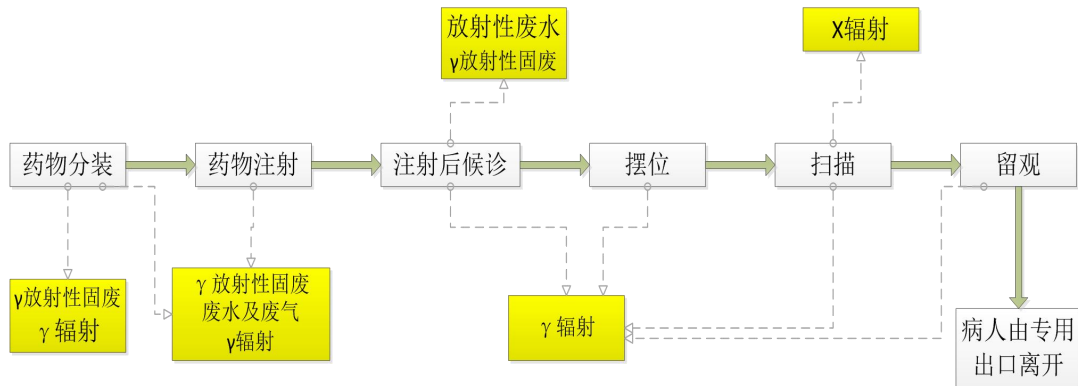 放射性废水
γ放射性固废
X辐射
药物分装
药物注射
注射后候诊
摆位
扫描
留观
γ放射性固废
γ 辐射
γ 放射性固废
废水及废气
γ辐射
γ 辐射
病人由专用
出口离开